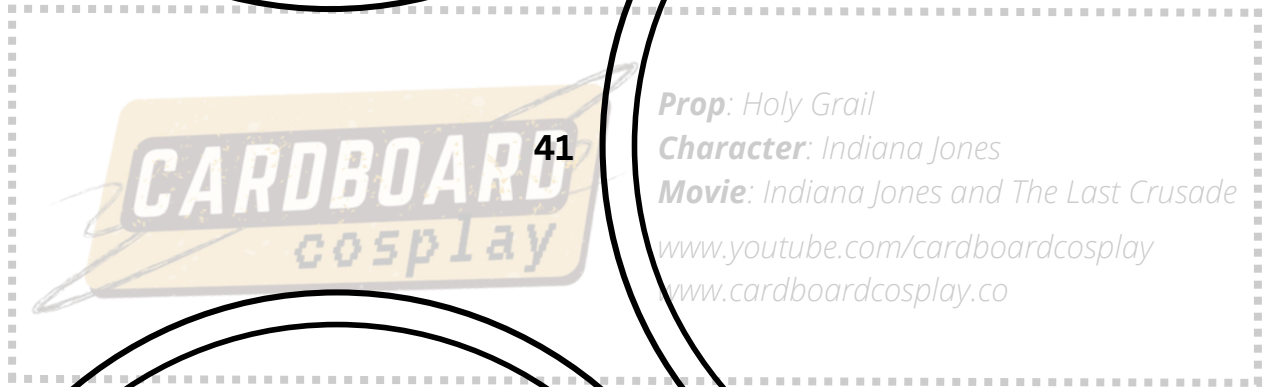 CARDBOARD
cosplay
41
Prop: Holy Grail
Character: Indiana Jones
Movie: Indiana Jones and The Last Crusade
www.youtube.com/cardboardcosplay
www.cardboardcosplay.co